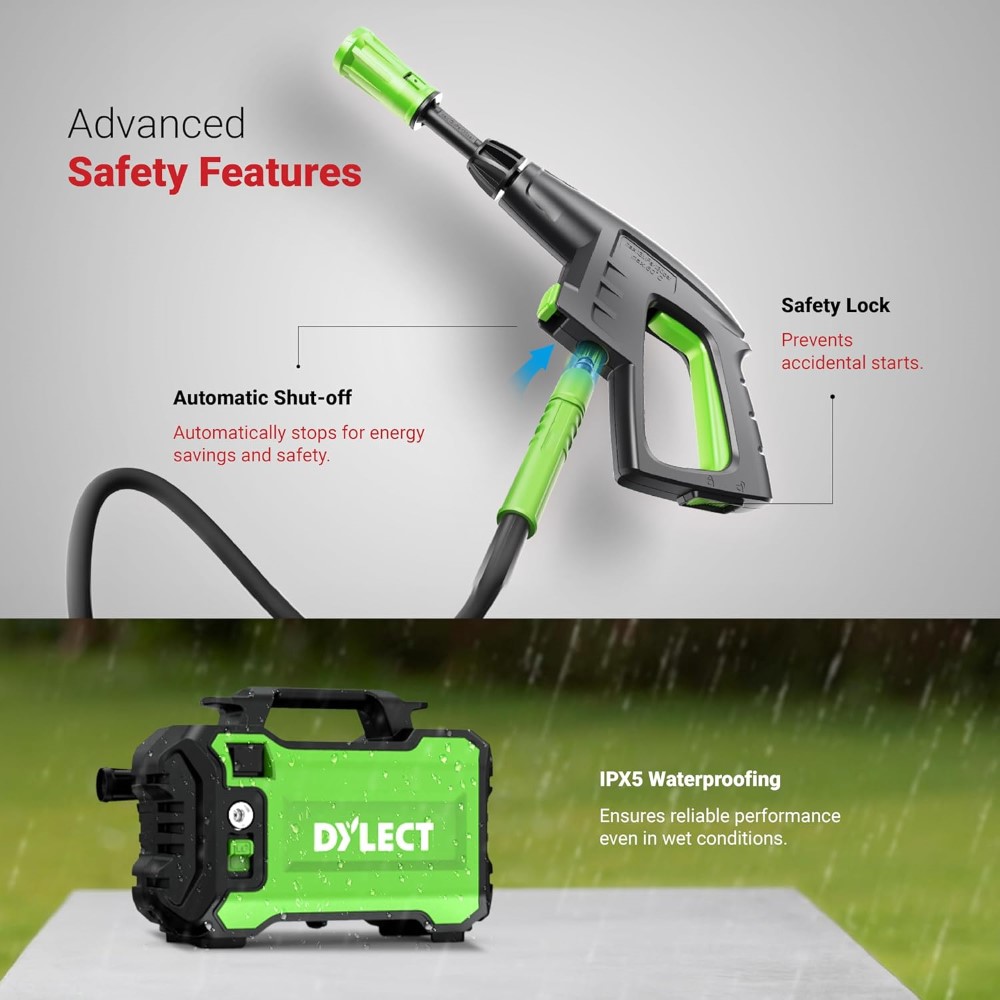 Advanced
Safety Features
Safety Lock
Prevents
accidental starts.
Automatic Shut-off
Automatically stops for energy
savings and safety.
DYLECT
IPX5 Waterproofing
Ensures reliable performance
even in wet conditions.